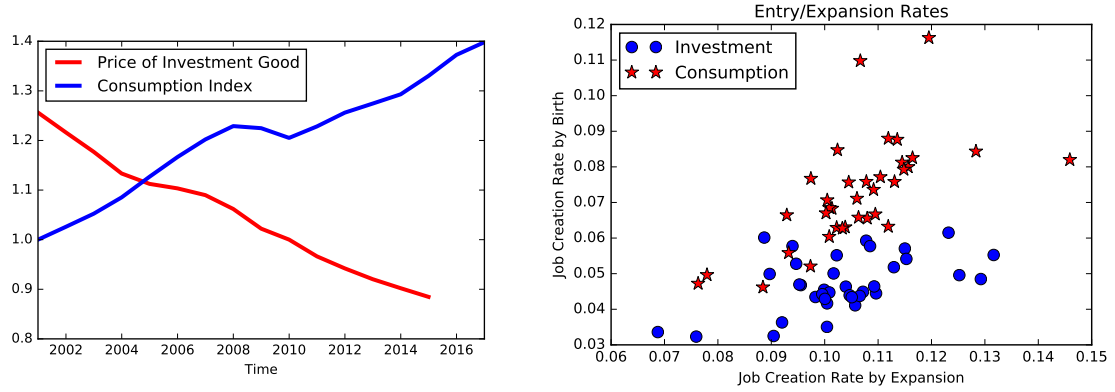 1.4
1.3
1.2
1.1
1.0
0.9
0.8
Price of Investment Good
Consumption Index
2002 2004 2006 2008 2010 2012 2014 2016
Time
Entry/Expansion Rates
Job Creation Rate by Birth
0.12
0.11
0.12
0.09
0.08
0.07
0.06
0.05
0.04
0.03
Investment
Consumption
0.06 0.07 0.08 0.09 0.10 0.11 0.12 0.13 0.14 0.15
Job Creation Rate by Expansion